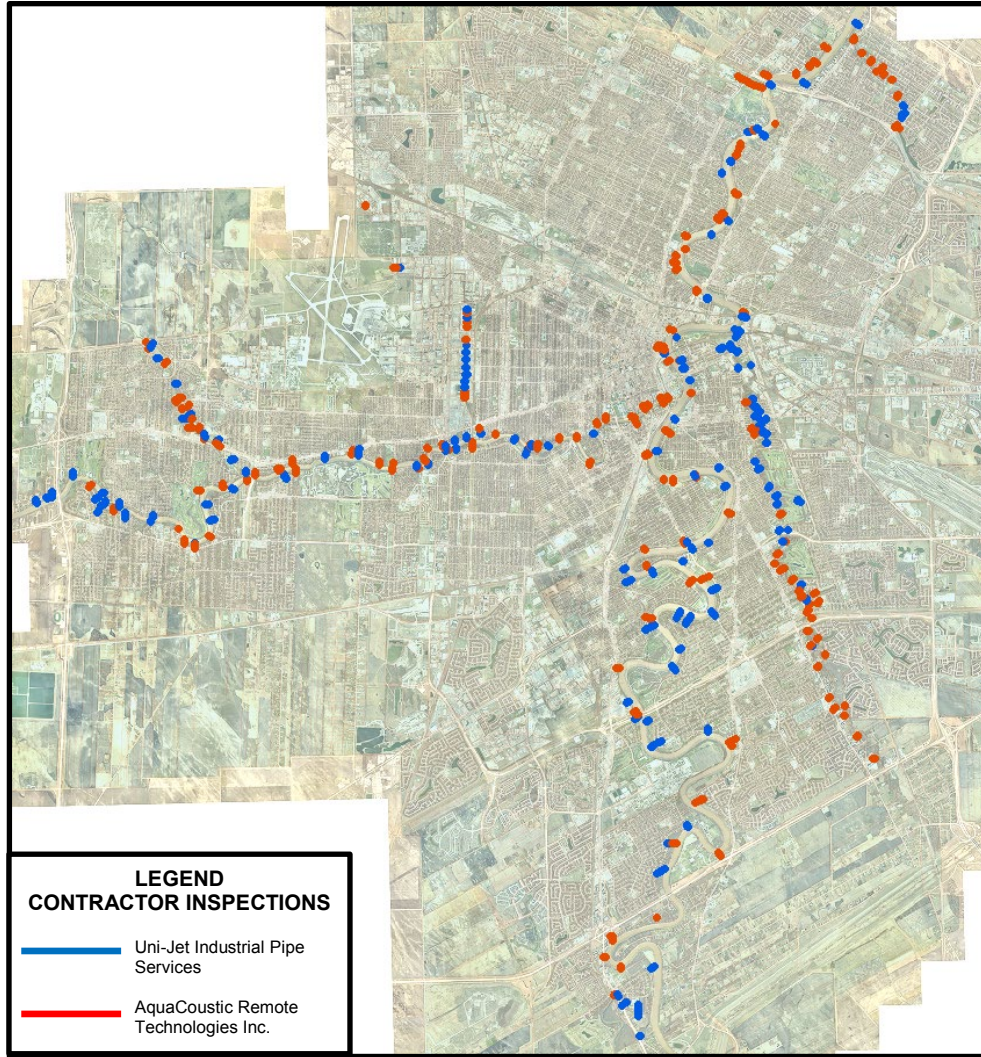 LEGEND
CONTRACTOR INSPECTIONS
Uni-Jet Industrial Pipe
Services
AquaCoustic Remote
Technologies Inc.